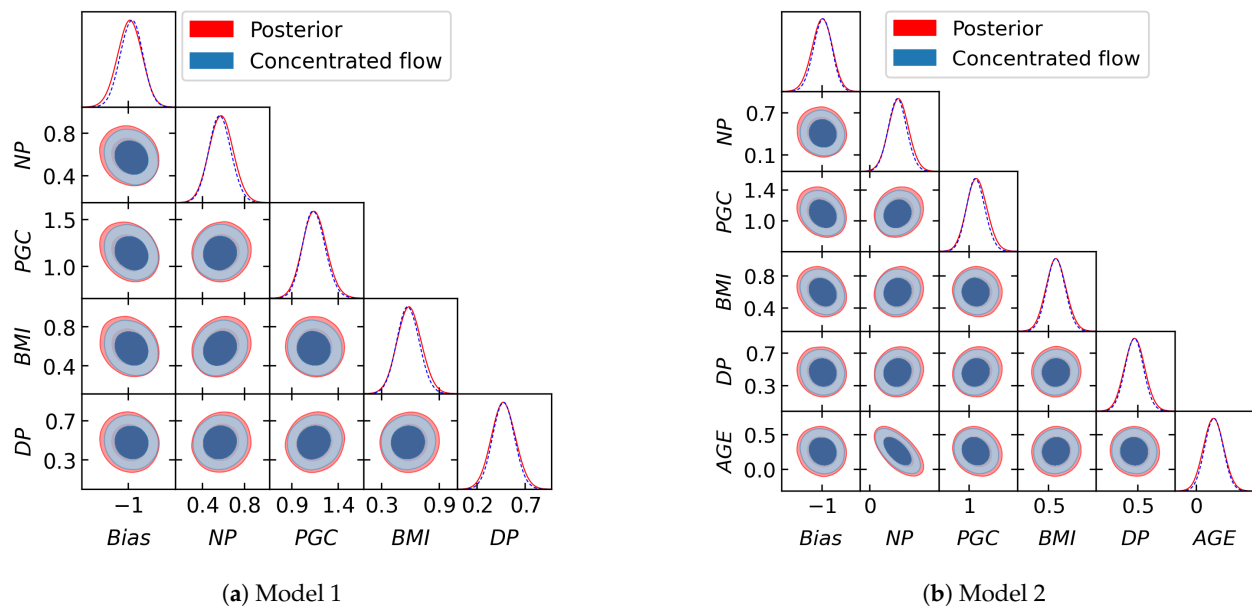 Posterior
Concentrated flow
NP
0.8
0.4
PGC
1.5
1.0
BMI
0.8
0.4
DP
0.7
0.3
−1 0.4 0.8 0.9 1.4 0.3 0.9 0.2 0.7
Bias NP PGC BMI DP
(a) Model 1
Posterior
Concentrated flow
NP
0.7
0.1
PGC
1.4
1.0
BMI
0.8
0.4
DP
0.7
0.3
AGE
0.5
0.0
−1 0 1 0.5 0.5 0
Bias NP PGC BMI DP AGE
(b) Model 2